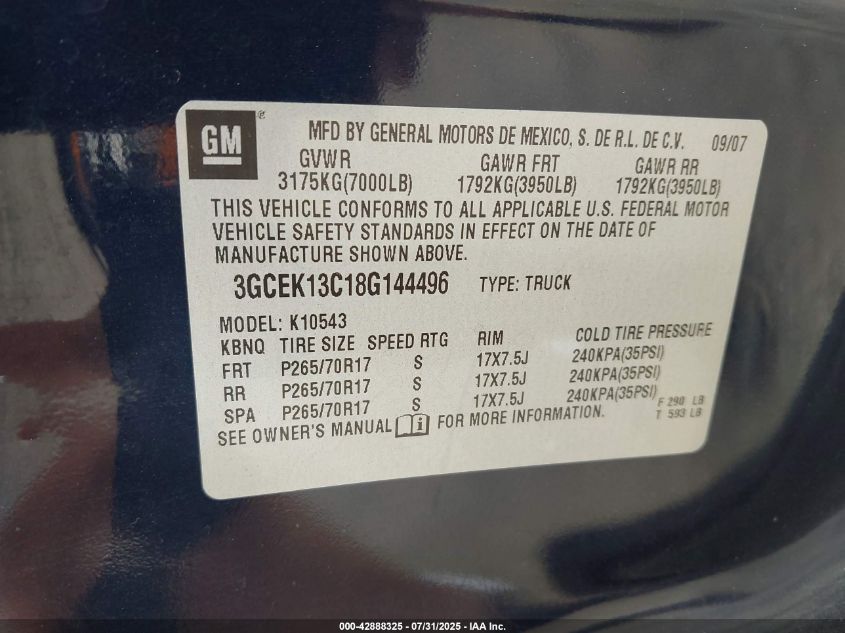 GM ® MFD BY GENERAL MOTORS DE MEXICO, S. DE R.L. DE C.V. 09/07
GVWR GAWR FRT GAWR RR
3175KG(7000LB) 1792KG(3950LB) 1792KG(3950LB)
THIS VEHICLE CONFORMS TO ALL APPLICABLE U.S. FEDERAL MOTOR
VEHICLE SAFETY STANDARDS IN EFFECT ON THE DATE OF
MANUFACTURE SHOWN ABOVE.
3GCEK13C18G144496 TYPE: TRUCK
MODEL: K10543
KBNQ TIRE SIZE SPEED RTG RIM COLD TIRE PRESSURE
FRT P265/70R17 S 17X7.5J 240KPA(35PSI)
RR P265/70R17 S 17X7.5J 240KPA(35PSI)
SPA P265/70R17 S 17X7.5J 240KPA(35PSI)
F 290 LB
T 593 LB
SEE OWNER'S MANUAL i FOR MORE INFORMATION.
000-42888325 - 07/31/2025 - IAA Inc.